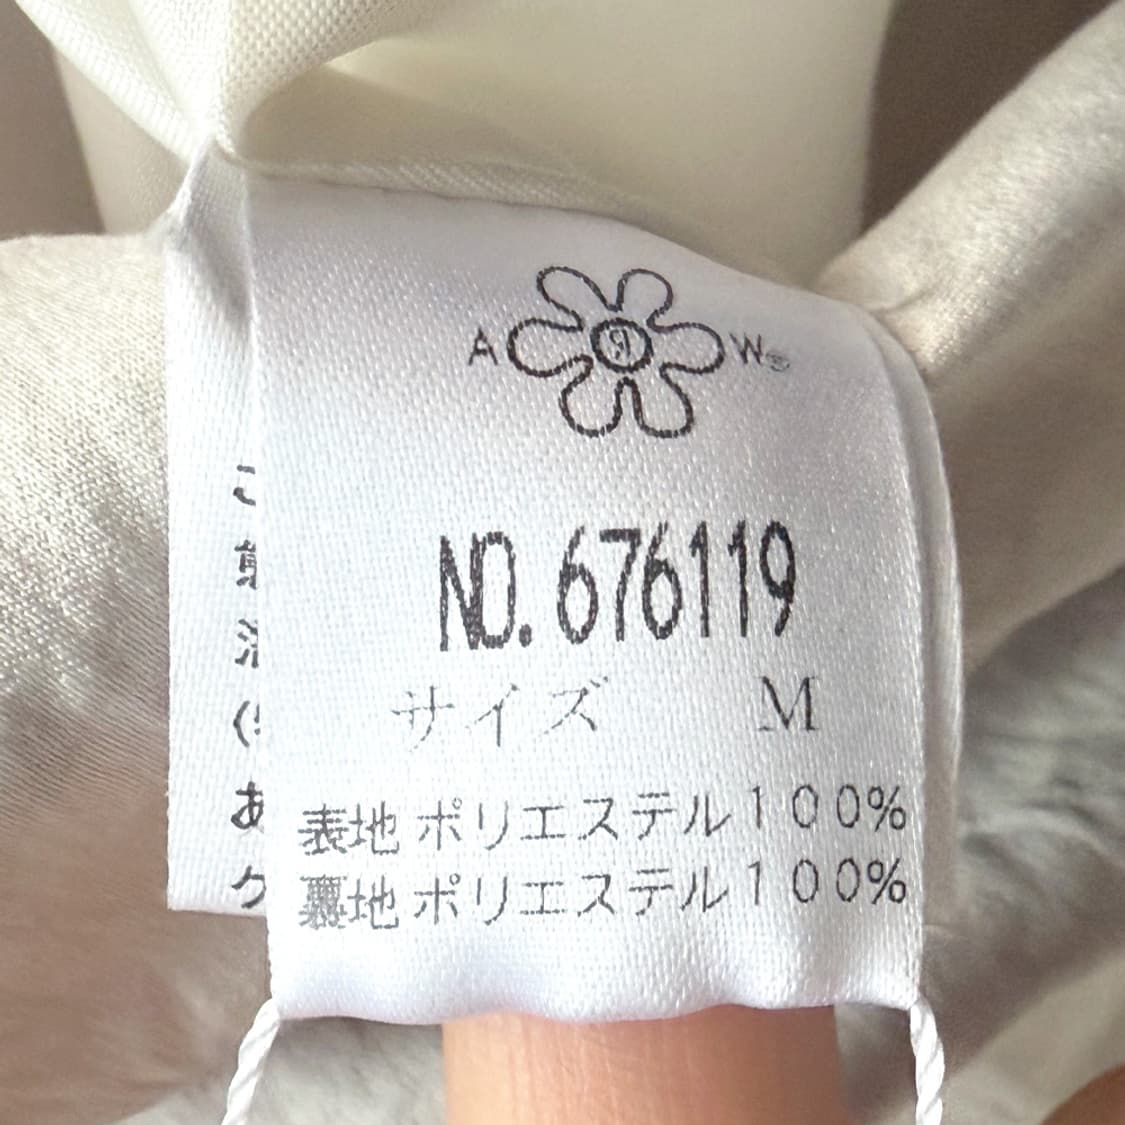 A Я W
NO.676119
サイズ M
表地 ポリエステル100%
裏地 ポリエステル100%